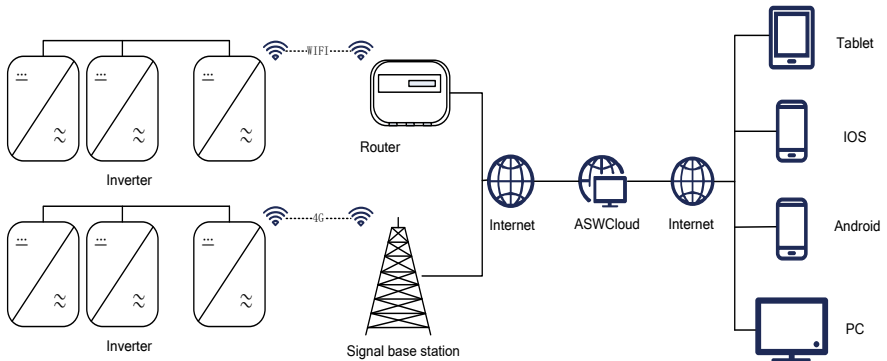 WIFI
Tablet
Router
Inverter
IOS
Internet
ASWCloud
Internet
4G
Android
Inverter
Signal base station
PC